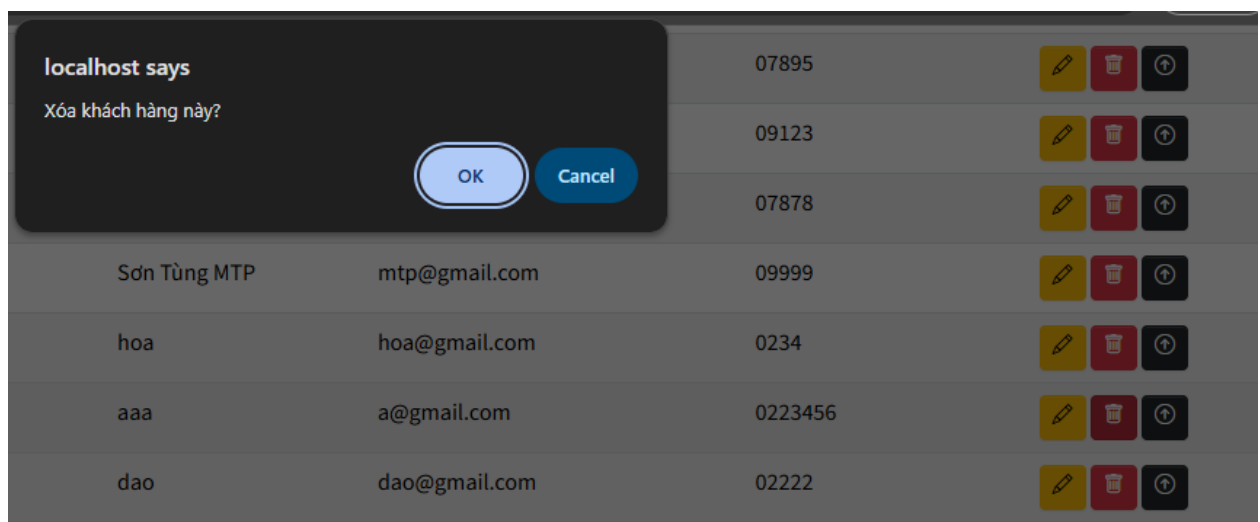 localhost says
Xóa khách hàng này?
OK Cancel
07895
09123
07878
Sơn Tùng MTP mtp@gmail.com 09999
hoa hoa@gmail.com 0234
aaa a@gmail.com 0223456
dao dao@gmail.com 02222